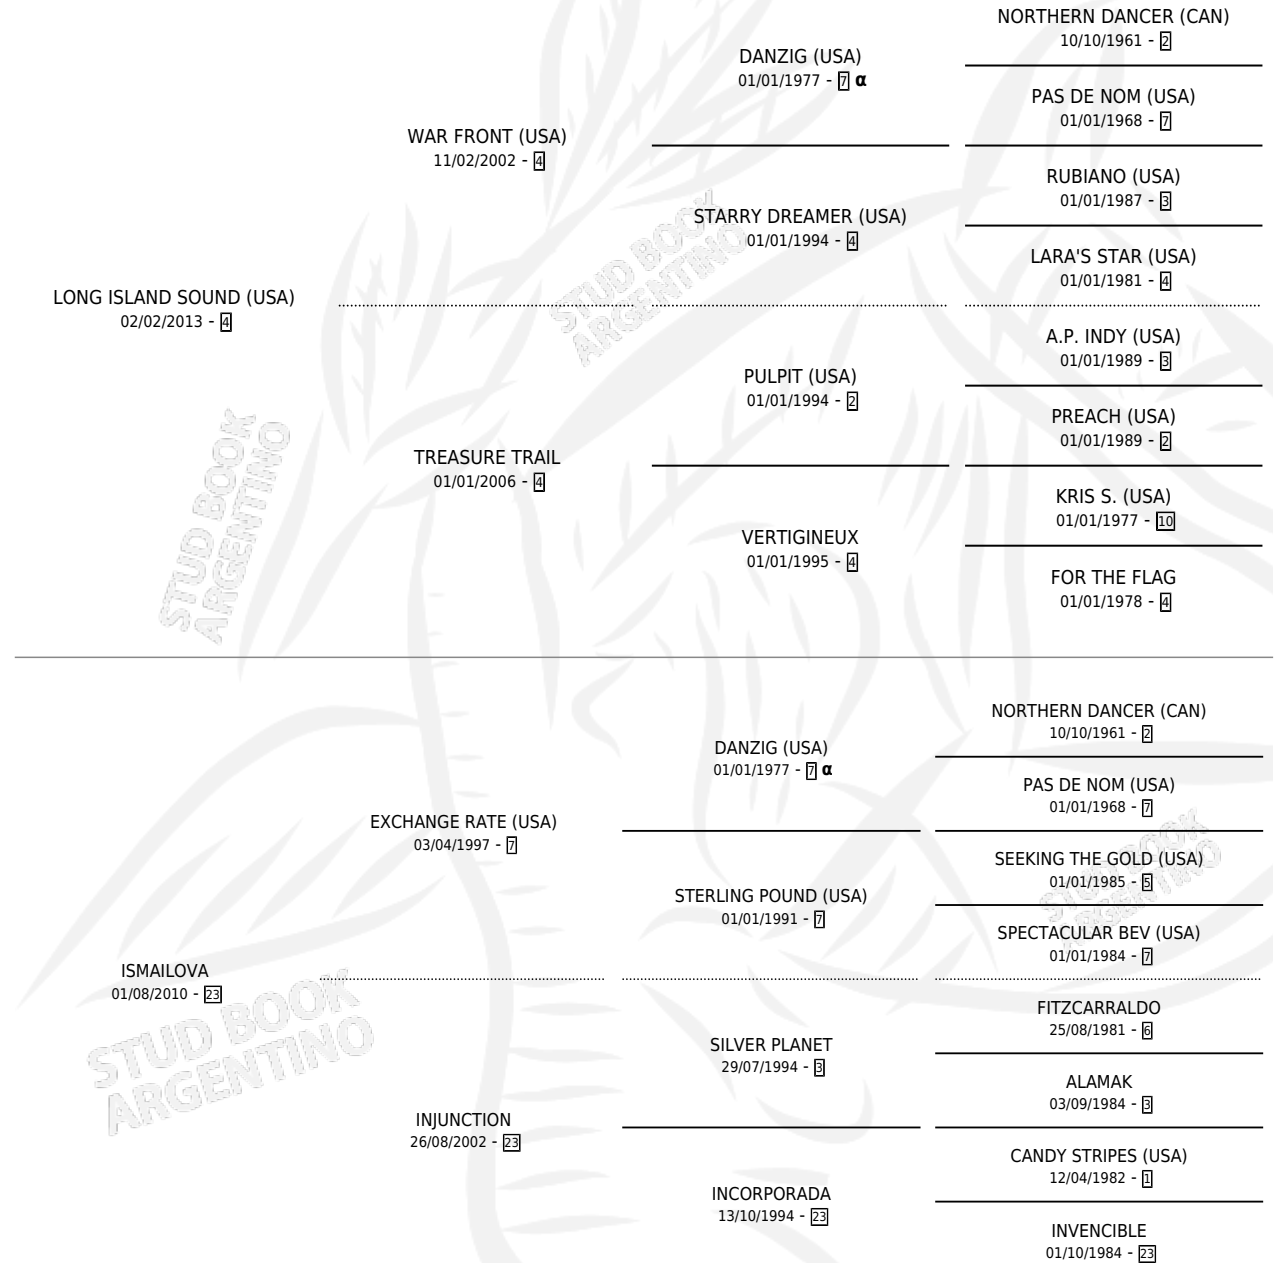 NORTHERN DANCER (CAN)
10/10/1961 - 2
DANZIG (USA)
01/01/1977 - 7 α
PAS DE NOM (USA)
01/01/1968 - 7
WAR FRONT (USA)
11/02/2002 - 4
RUBIANO (USA)
01/01/1987 - 3
STARRY DREAMER (USA)
01/01/1994 - 4
LARA'S STAR (USA)
01/01/1981 - 4
LONG ISLAND SOUND (USA)
02/02/2013 - 4
A.P. INDY (USA)
01/01/1989 - 3
PULPIT (USA)
01/01/1994 - 2
PREACH (USA)
01/01/1989 - 2
TREASURE TRAIL
01/01/2006 - 4
KRIS S. (USA)
01/01/1977 - 10
VERTIGINEUX
01/01/1995 - 4
FOR THE FLAG
01/01/1978 - 4
STUD BOOK
ARGENTINO
STUD BOOK
ARGENTINO
NORTHERN DANCER (CAN)
10/10/1961 - 2
DANZIG (USA)
01/01/1977 - 7 α
PAS DE NOM (USA)
01/01/1968 - 7
EXCHANGE RATE (USA)
03/04/1997 - 7
SEEKING THE GOLD (USA)
01/01/1985 - 5
STERLING POUND (USA)
01/01/1991 - 7
SPECTACULAR BEV (USA)
01/01/1984 - 7
ISMAILOVA
01/08/2010 - 23
FITZCARRALDO
25/08/1981 - 6
SILVER PLANET
29/07/1994 - 3
ALAMAK
03/09/1984 - 3
INJUNCTION
26/08/2002 - 23
CANDY STRIPES (USA)
12/04/1982 - 1
INCORPORADA
13/10/1994 - 23
INVENCIBLE
01/10/1984 - 23
STUD BOOK
ARGENTINO
STUD BOOK
ARGENTINO